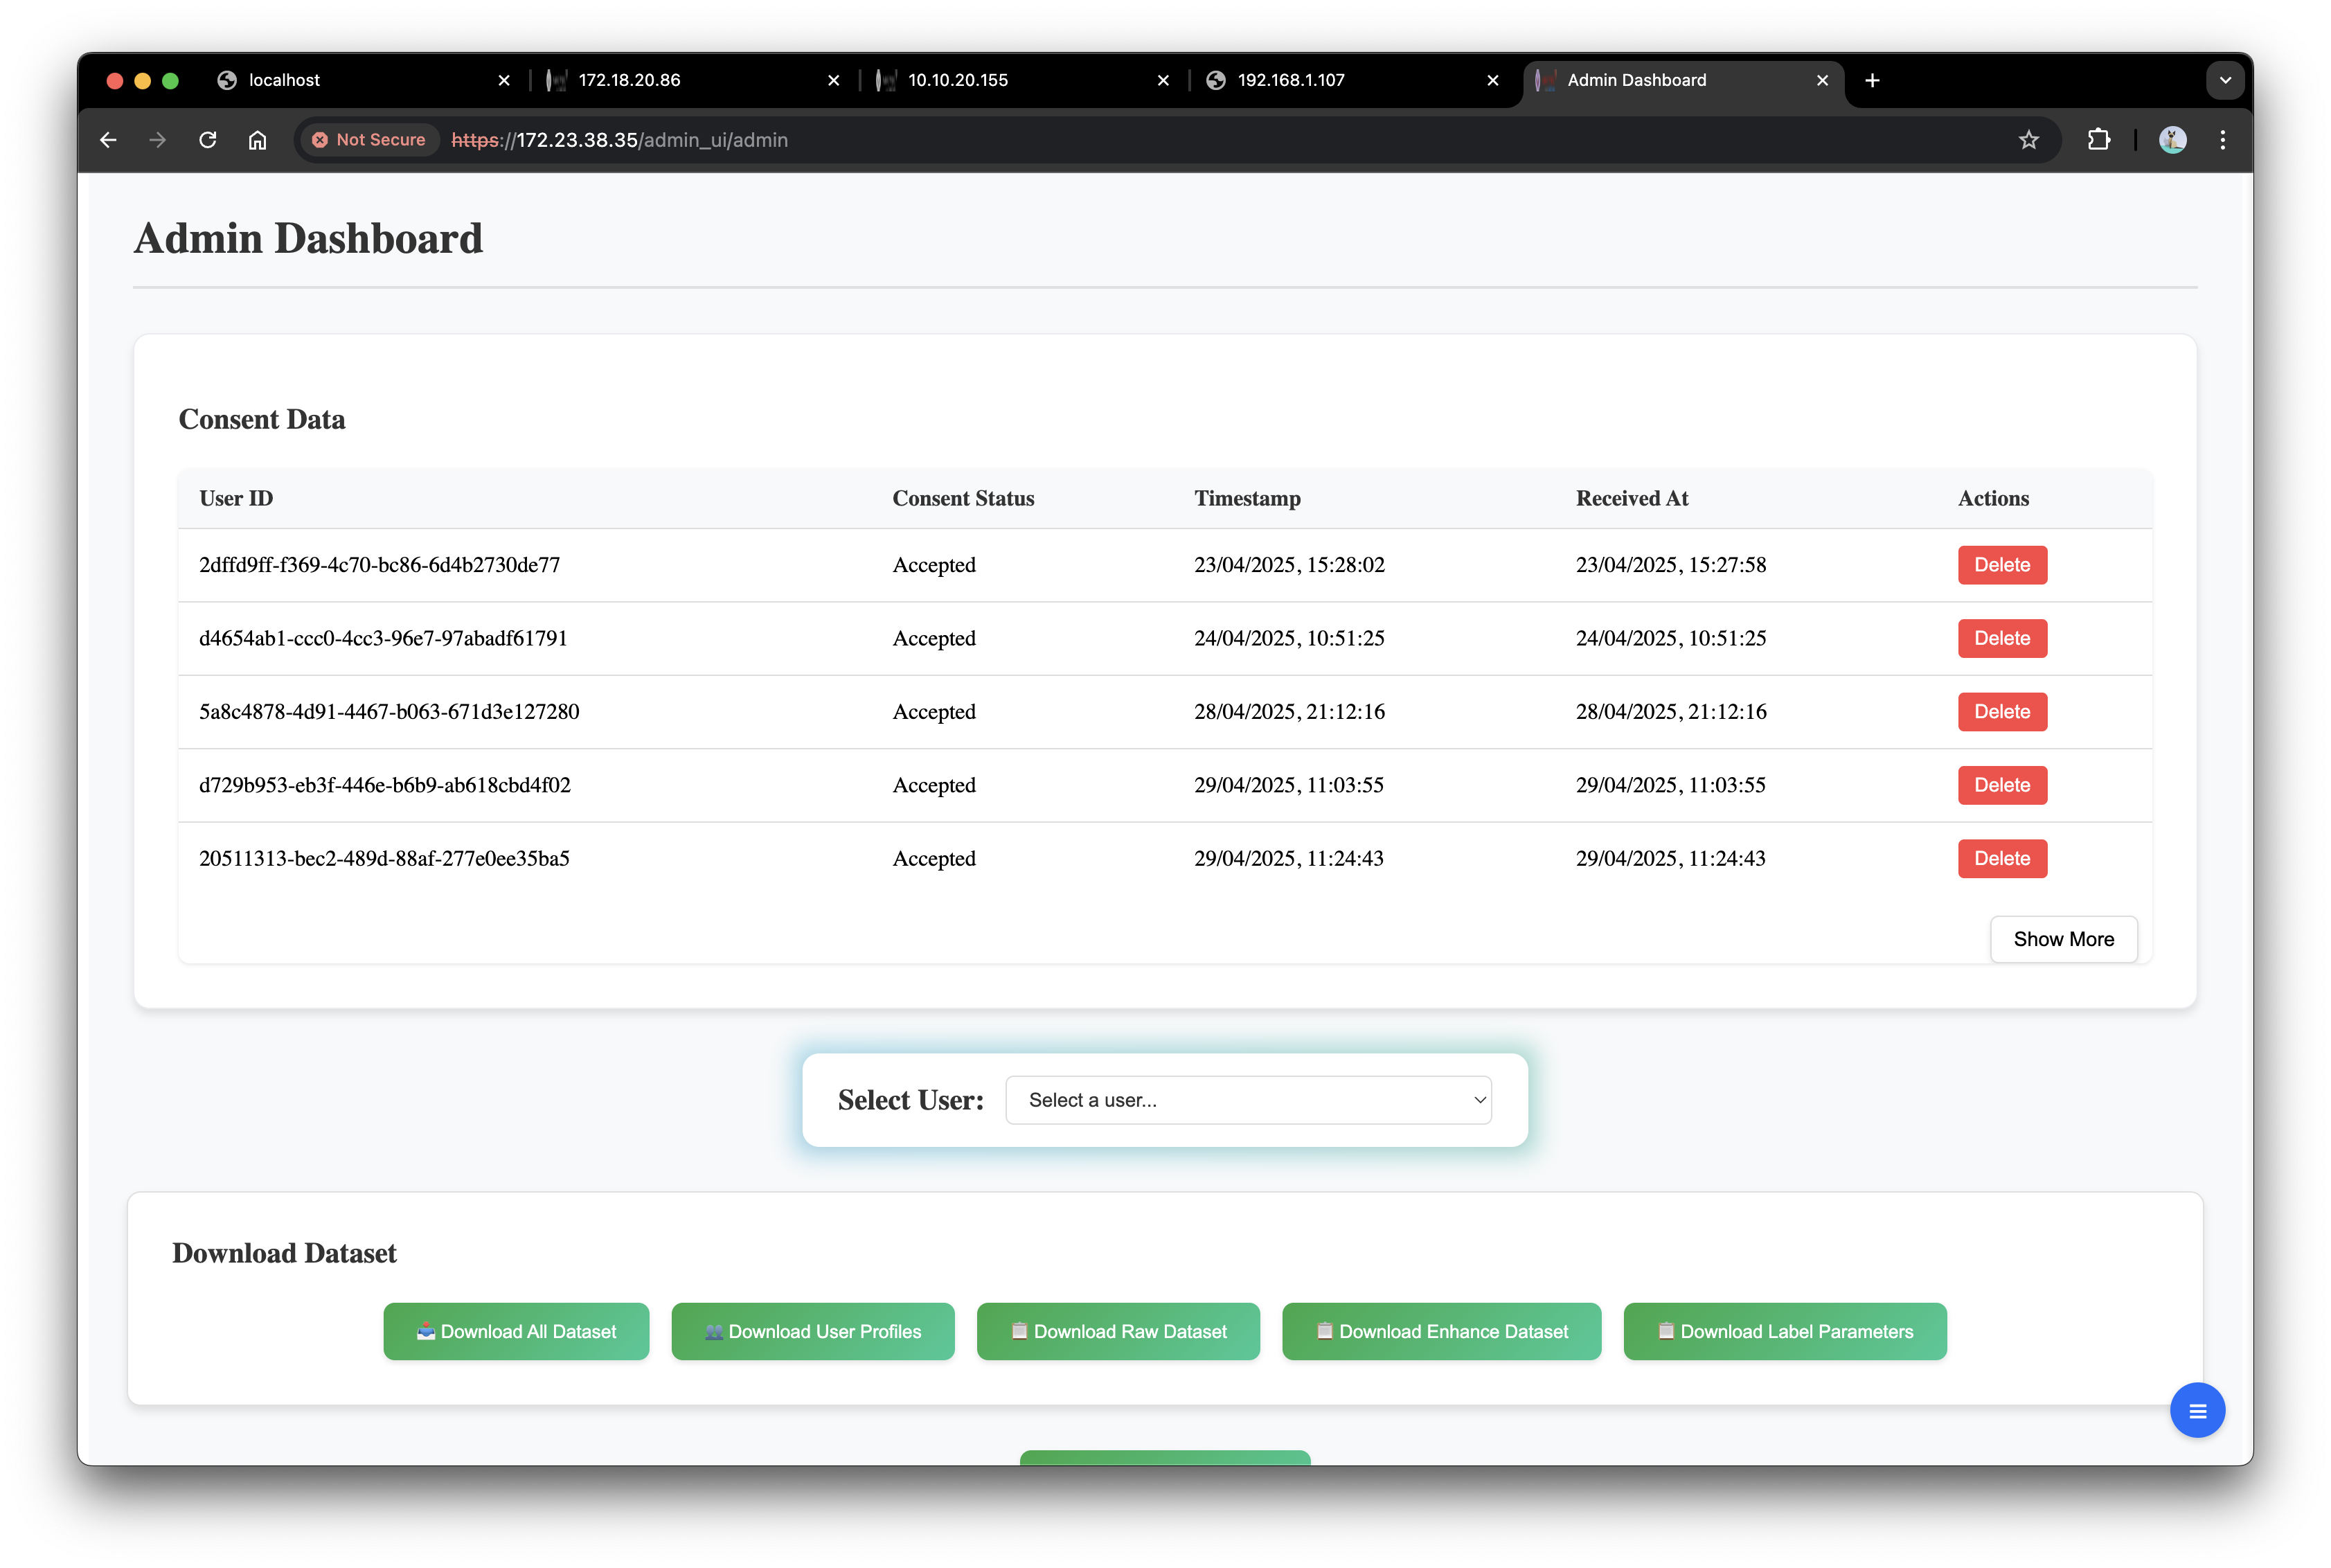 localhost 172.18.20.86 10.10.20.155 192.168.1.107 Admin Dashboard
Not Secure https://172.23.38.35/admin_ui/admin
Admin Dashboard
Consent Data
User ID Consent Status Timestamp Received At Actions
2dffd9ff-f369-4c70-bc86-6d4b2730de77 Accepted 23/04/2025, 15:28:02 23/04/2025, 15:27:58 Delete
d4654ab1-ccc0-4cc3-96e7-97abadf61791 Accepted 24/04/2025, 10:51:25 24/04/2025, 10:51:25 Delete
5a8c4878-4d91-4467-b063-671d3e127280 Accepted 28/04/2025, 21:12:16 28/04/2025, 21:12:16 Delete
d729b953-eb3f-446e-b6b9-ab618cbd4f02 Accepted 29/04/2025, 11:03:55 29/04/2025, 11:03:55 Delete
20511313-bec2-489d-88af-277e0ee35ba5 Accepted 29/04/2025, 11:24:43 29/04/2025, 11:24:43 Delete
Show More
Select User: Select a user...
Download Dataset
Download All Dataset Download User Profiles Download Raw Dataset Download Enhance Dataset Download Label Parameters